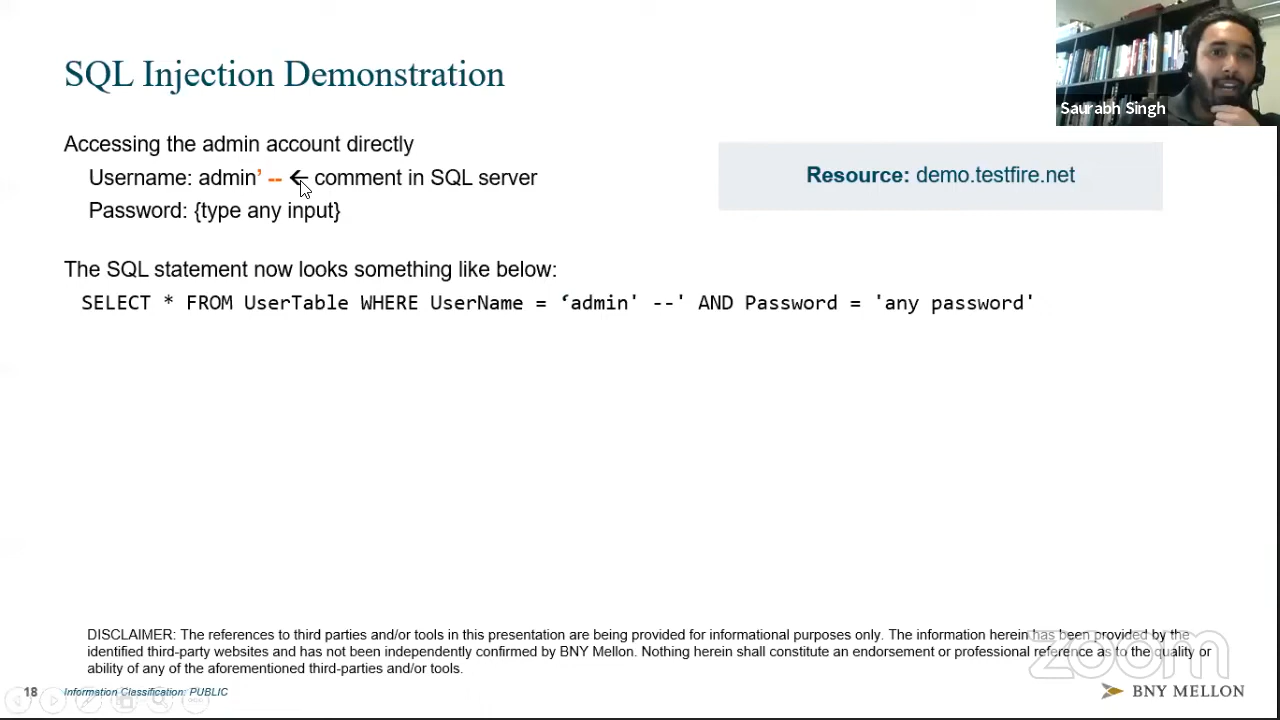 SQL Injection Demonstration
Saurabh Singh
Accessing the admin account directly
Username: admin’ -- ← comment in SQL server
Password: {type any input}
Resource: demo.testfire.net
The SQL statement now looks something like below:
SELECT * FROM UserTable WHERE UserName = ‘admin' --' AND Password = 'any password'
DISCLAIMER: The references to third parties and/or tools in this presentation are being provided for informational purposes only. The information herein has been provided by the
identified third-party websites and has not been independently confirmed by BNY Mellon. Nothing herein shall constitute an endorsement or professional reference as to the quality or
ability of any of the aforementioned third-parties and/or tools.
zoom
18 Information Classification: PUBLIC
BNY MELLON